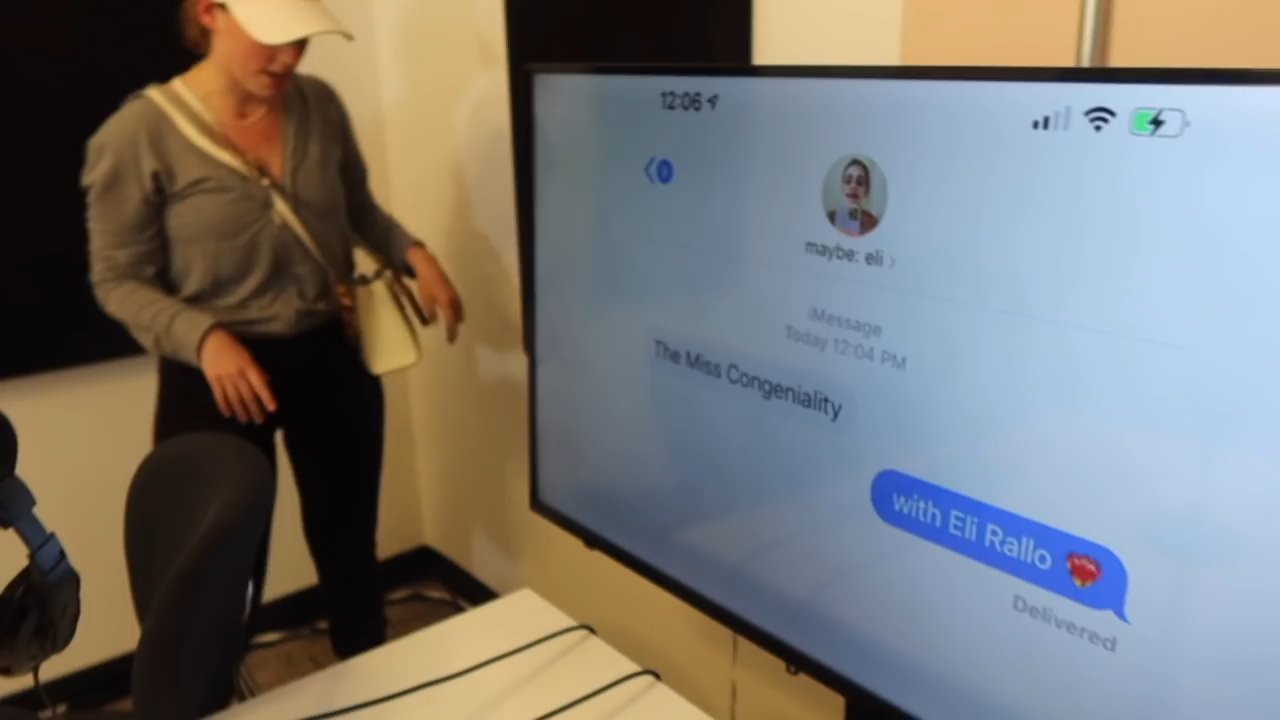 12:06
maybe: eli
iMessage
Today 12:04 PM
The Miss Congeniality
with Eli Rallo 💝
Delivered